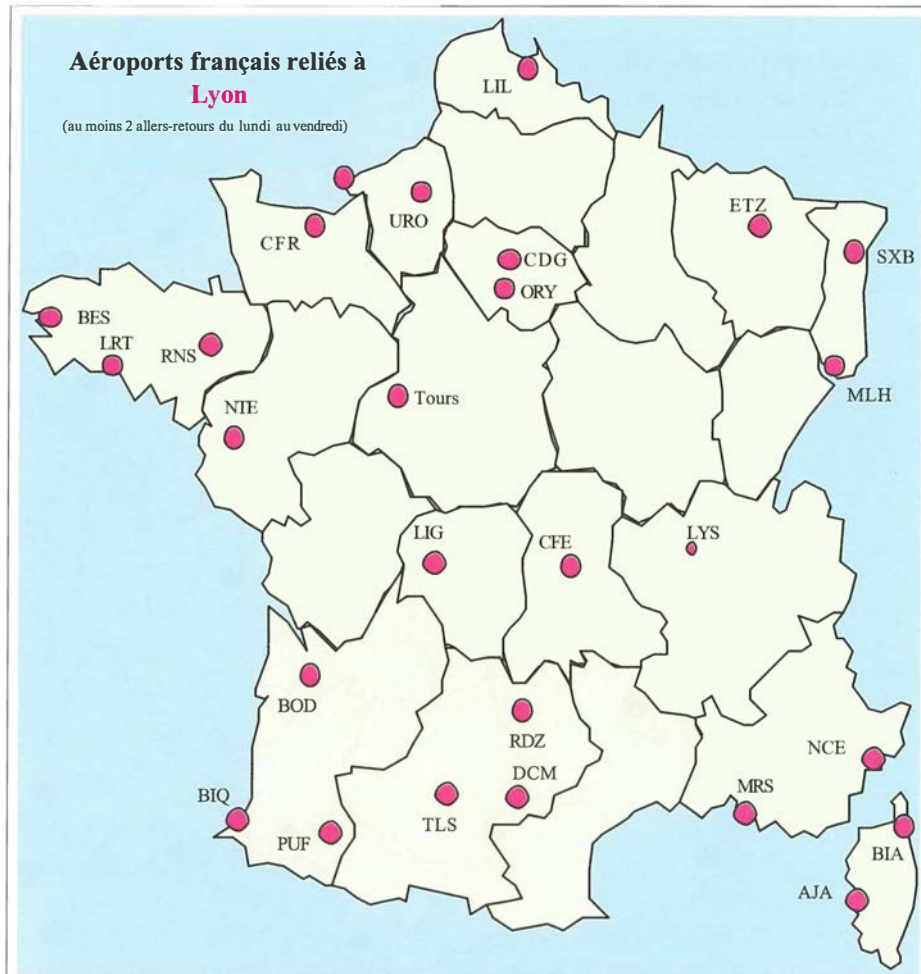 Aéroports français reliés à
Lyon
(au moins 2 allers-retours du lundi au vendredi)
LIL
URO
CFR
ETZ
CDG
SXB
ORY
BES
LRT
RNS
MLH
NTE
Tours
LIG
CFE
LYS
BOD
RDZ
NCE
DCM
MRS
BIQ
TLS
PUF
BIA
AJA